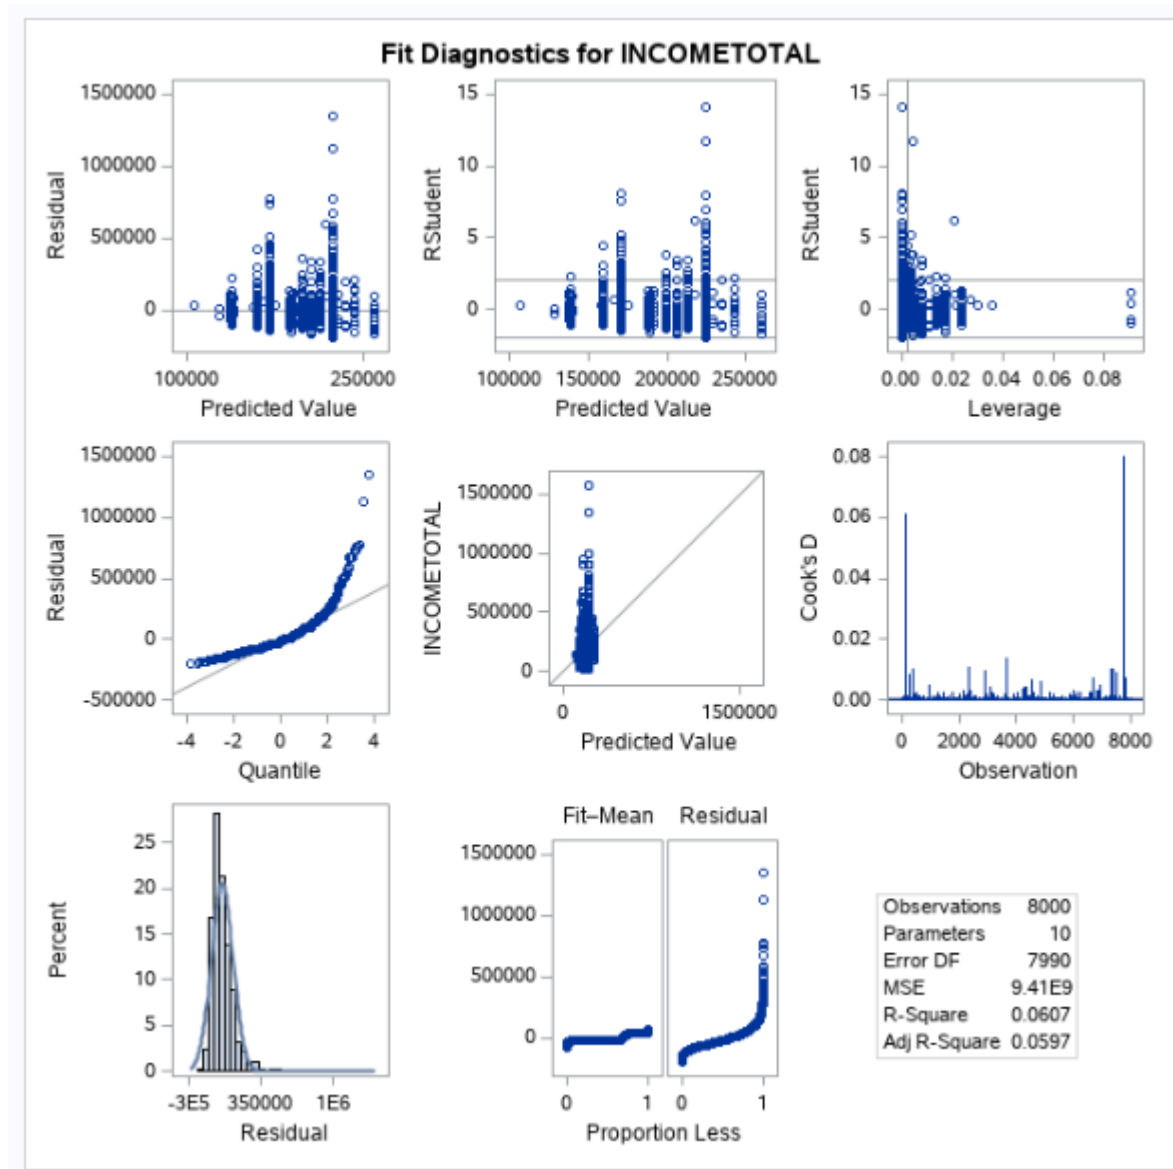 Fit Diagnostics for INCOMETOTAL
1500000
1000000
500000
0
Residual
100000 250000
Predicted Value
15
10
5
0
RStudent
100000 150000 200000 250000
Predicted Value
15
10
5
0
RStudent
0.00 0.02 0.04 0.06 0.08
Leverage
1500000
1000000
500000
0
-500000
Residual
-4 -2 0 2 4
Quantile
1500000
1000000
500000
0
INCOMETOTAL
0 1500000
Predicted Value
0.08
0.06
0.04
0.02
0.00
Cook's D
0 2000 4000 6000 8000
Observation
25
20
15
10
5
0
Percent
-3E5 350000 1E6
Residual
Fit–Mean Residual
1500000
1000000
500000
0
0 1 0 1
Proportion Less
Observations 8000
Parameters 10
Error DF 7990
MSE 9.41E9
R-Square 0.0607
Adj R-Square 0.0597